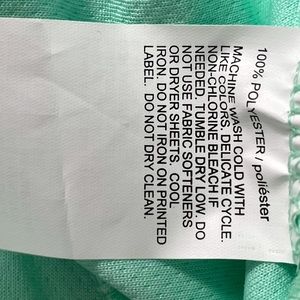 100% POLYESTER / poliéster
MACHINE WASH COLD WITH
LIKE COLORS, DELICATE CYCLE.
NON-CHLORINE BLEACH IF
NEEDED. TUMBLE DRY LOW. DO
NOT USE FABRIC SOFTENERS
OR DRYER SHEETS. COOL
IRON. DO NOT IRON ON PRINTED
LABEL. DO NOT DRY CLEAN.